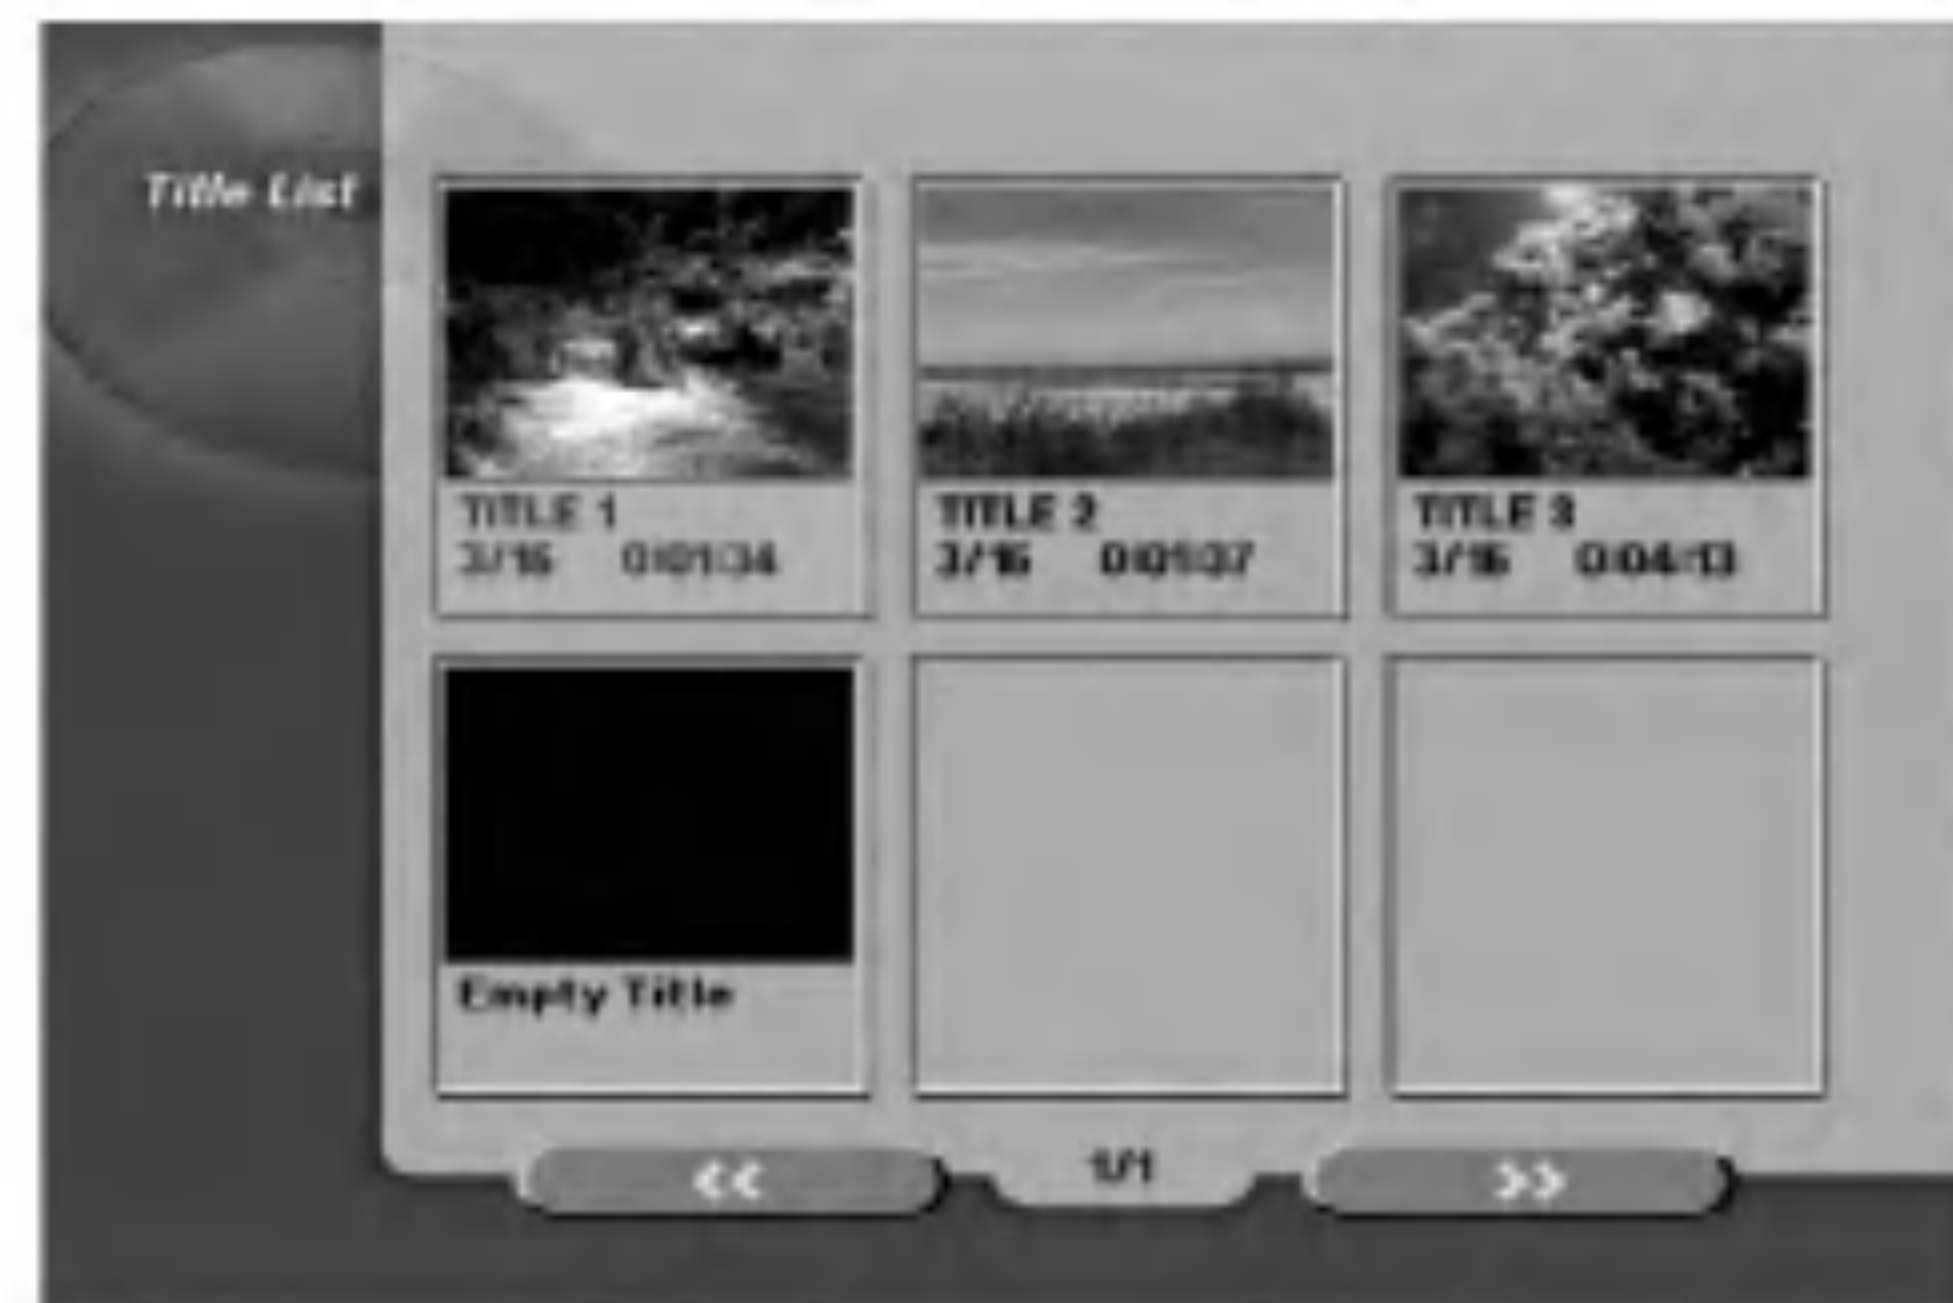 Title List
TITLE 1
3/16 0:01:34
TITLE 2
3/16 0:01:37
TITLE 3
3/16 0:04:13
Empty Title
<< 1/1 >>